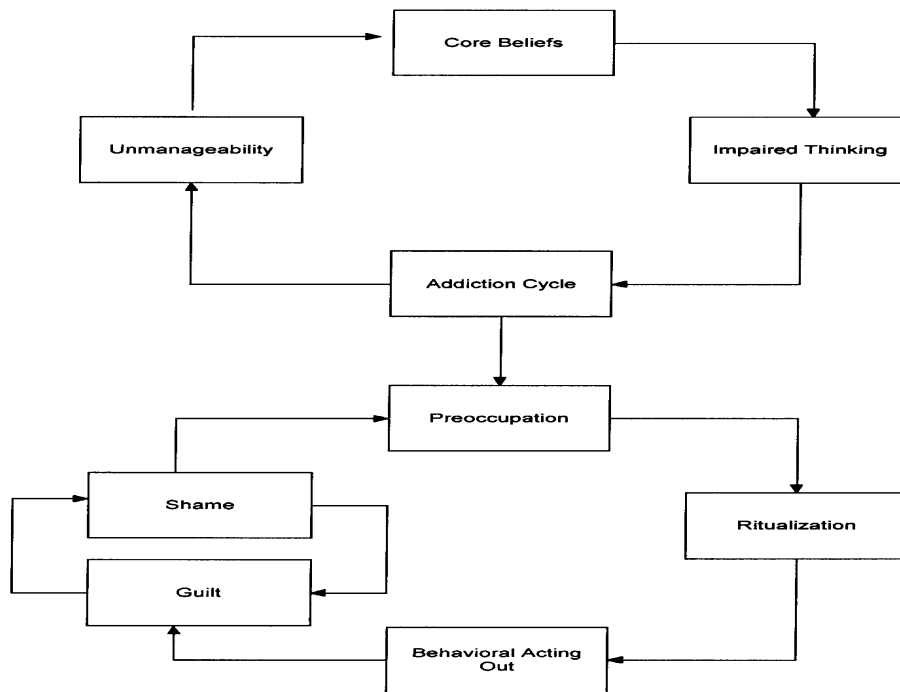 Core Beliefs
Unmanageability
Impaired Thinking
Addiction Cycle
Preoccupation
Shame
Ritualization
Guilt
Behavioral Acting
Out